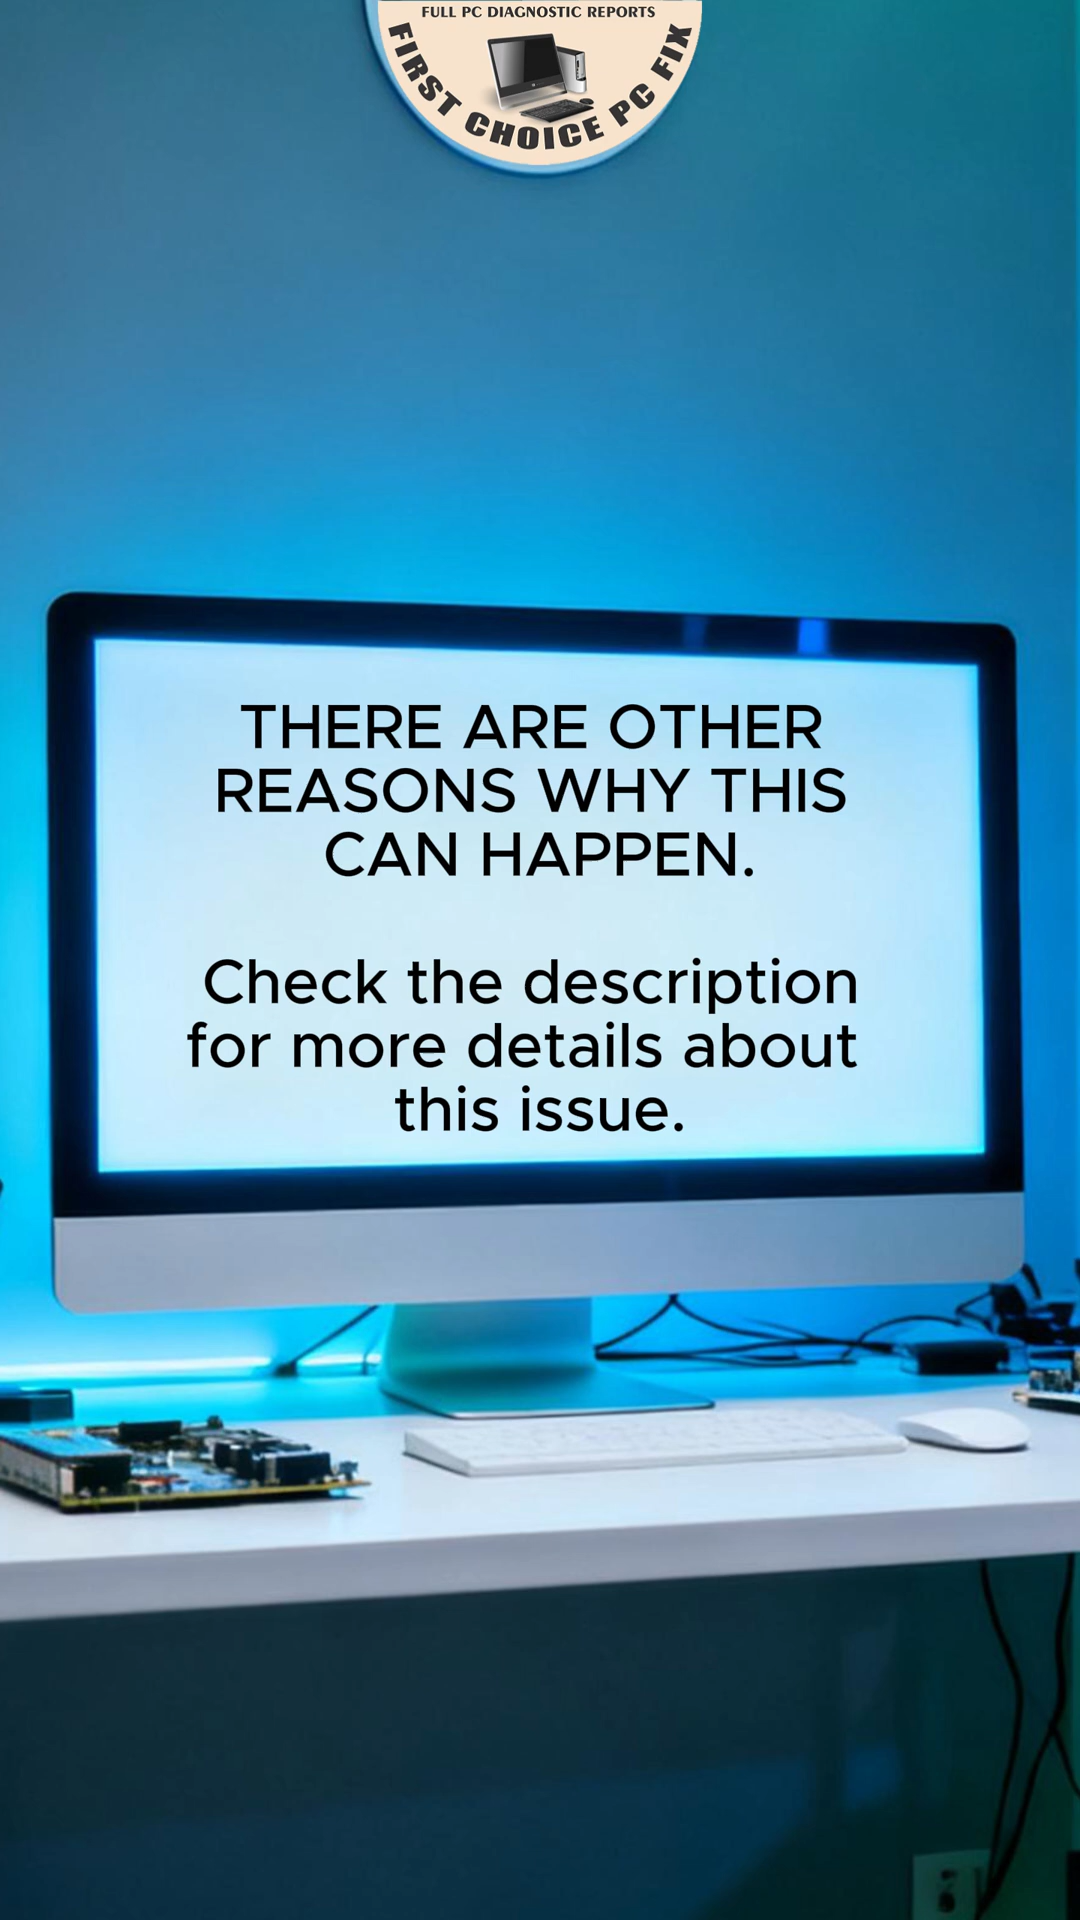 FULL PC DIAGNOSTIC REPORTS
FIRST CHOICE PC FIX
THERE ARE OTHER
REASONS WHY THIS
CAN HAPPEN.
Check the description
for more details about
this issue.